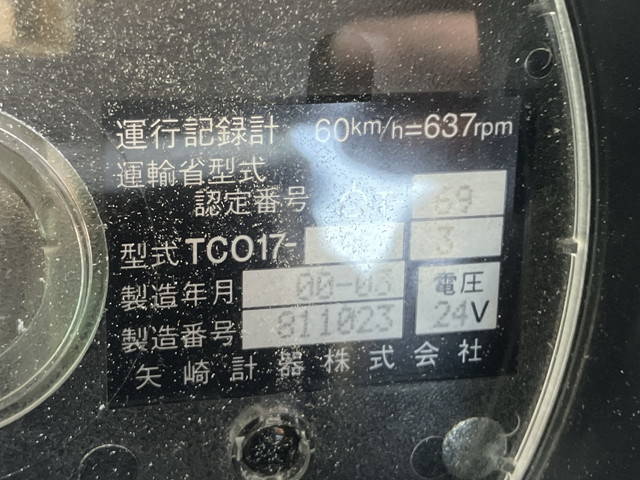 運行記録計 60km/h=637rpm
運輸省型式
認定番号 69
型式 TCO17- 3
製造年月 00-03 電圧
製造番号 811023 24V
矢崎計器株式会社